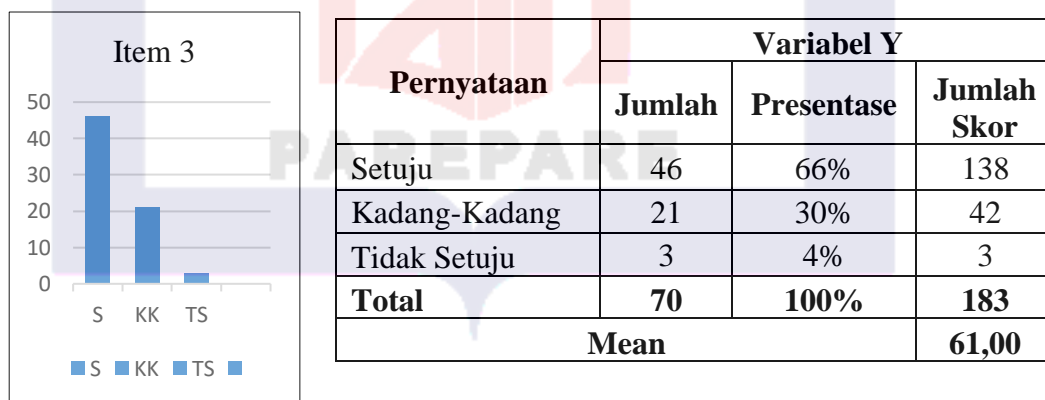 Item 3
50
40
30
20
10
0
S KK TS
S KK TS
Pernyataan
Variabel Y
Jumlah Presentase Jumlah Skor
Setuju 46 66% 138
Kadang-Kadang 21 30% 42
Tidak Setuju 3 4% 3
Total 70 100% 183
Mean 61,00
PAREPARE